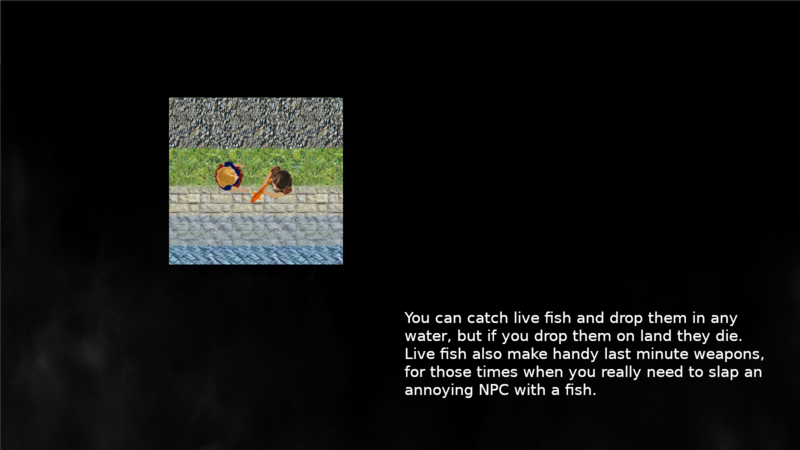 You can catch live fish and drop them in any
water, but if you drop them on land they die.
Live fish also make handy last minute weapons,
for those times when you really need to slap an
annoying NPC with a fish.